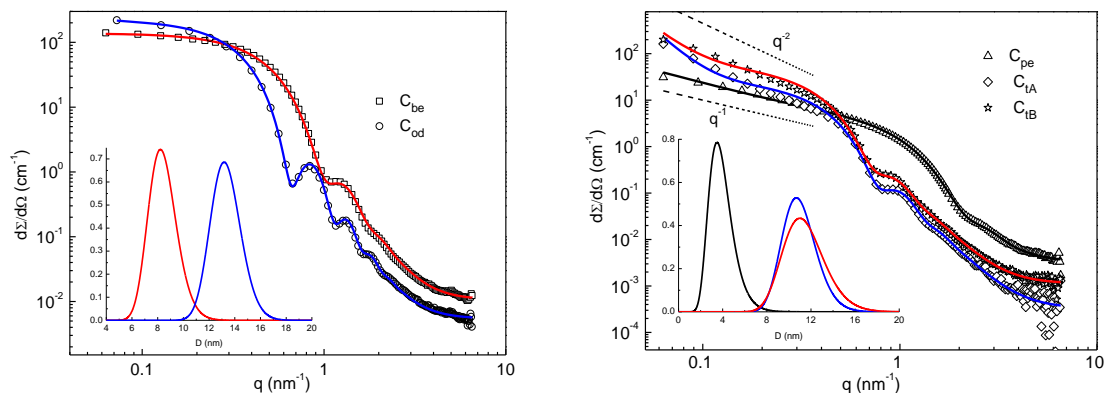 10²
10¹
10⁰
10⁻¹
10⁻²
dΣ/dΩ (cm⁻¹)
C_be
C_od
0.7
0.6
0.5
0.4
0.3
0.2
0.1
0.0
4 6 8 10 12 14 16 18 20
D (nm)
0.1 1 10
q (nm⁻¹)
10²
10¹
10⁰
10⁻¹
10⁻²
10⁻³
10⁻⁴
dΣ/dΩ (cm⁻¹)
q⁻²
q⁻¹
C_pe
C_tA
C_tB
0.8
0.6
0.4
0.2
0.0
0 4 8 12 16 20
D (nm)
0.1 1 10
q (nm⁻¹)